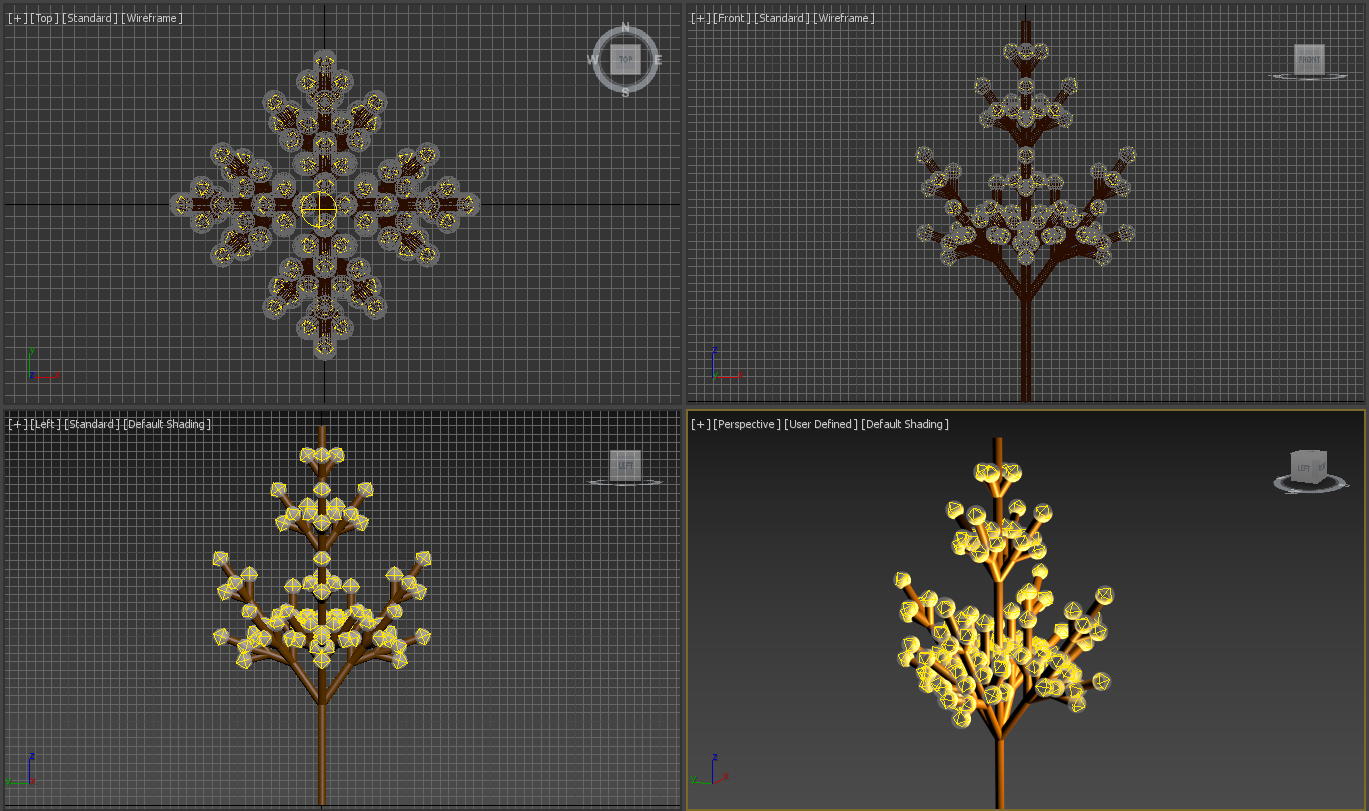 [+] [Top] [Standard] [Wireframe]
N
W
TOP
E
S
y
z
x
[+] [Front] [Standard] [Wireframe]
FRONT
z
y
x
[+] [Left] [Standard] [Default Shading]
LEFT
z
y
x
[+] [Perspective] [User Defined] [Default Shading]
LEFT
z
y
x